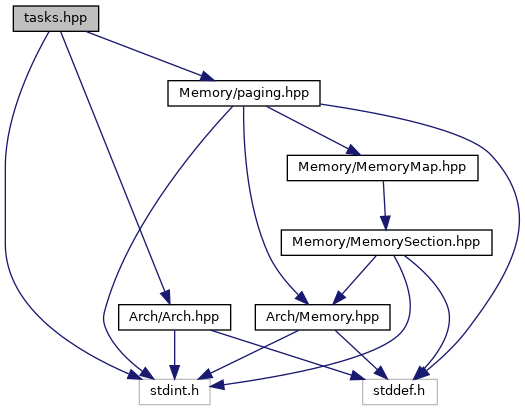 tasks.hpp
Memory/paging.hpp
Memory/MemoryMap.hpp
Memory/MemorySection.hpp
Arch/Arch.hpp
Arch/Memory.hpp
stdint.h
stddef.h